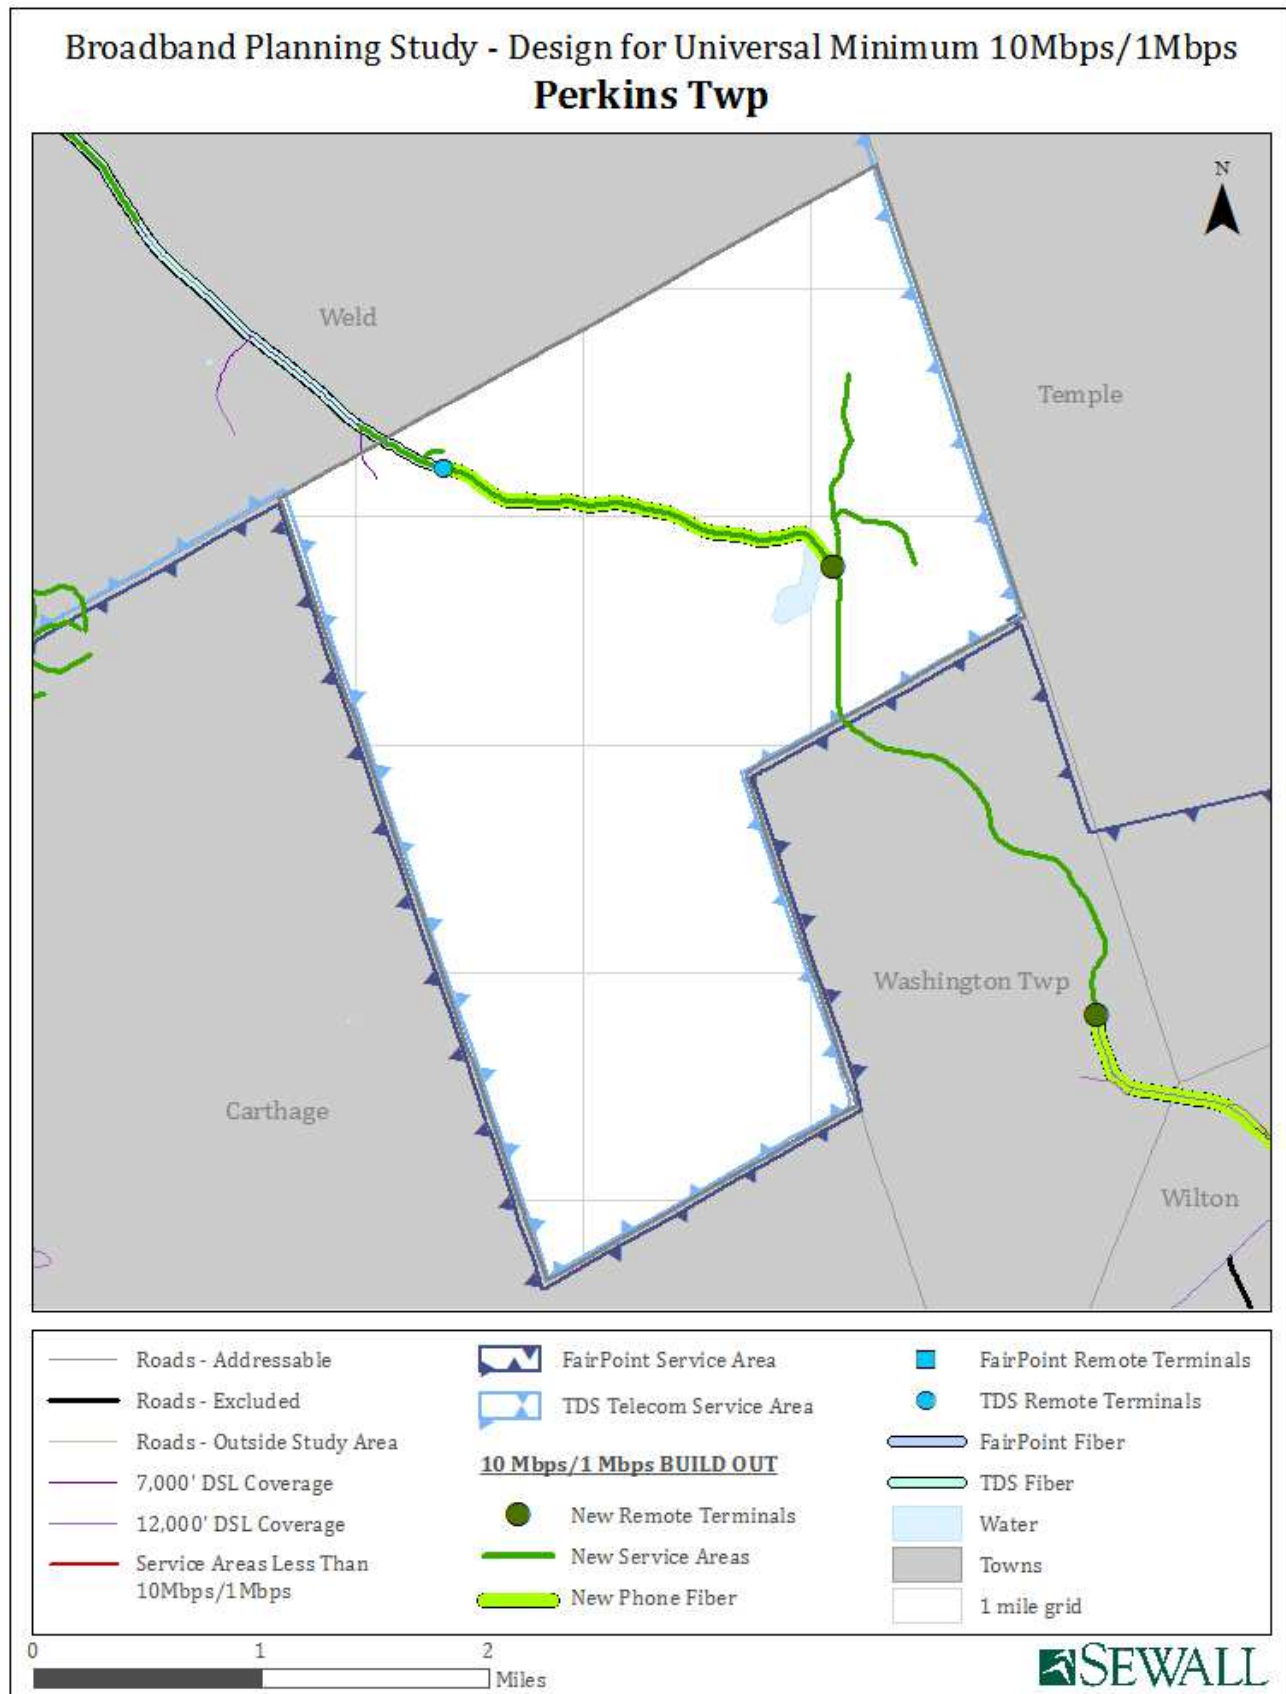 Broadband Planning Study - Design for Universal Minimum 10Mbps/1Mbps
Perkins Twp
N
Weld
Temple
Washington Twp
Carthage
Wilton
Roads - Addressable
Roads - Excluded
Roads - Outside Study Area
7,000' DSL Coverage
12,000' DSL Coverage
Service Areas Less Than
10Mbps/1Mbps
FairPoint Service Area
TDS Telecom Service Area
10 Mbps/1 Mbps BUILD OUT
New Remote Terminals
New Service Areas
New Phone Fiber
FairPoint Remote Terminals
TDS Remote Terminals
FairPoint Fiber
TDS Fiber
Water
Towns
1 mile grid
0 1 2
Miles
SEWALL